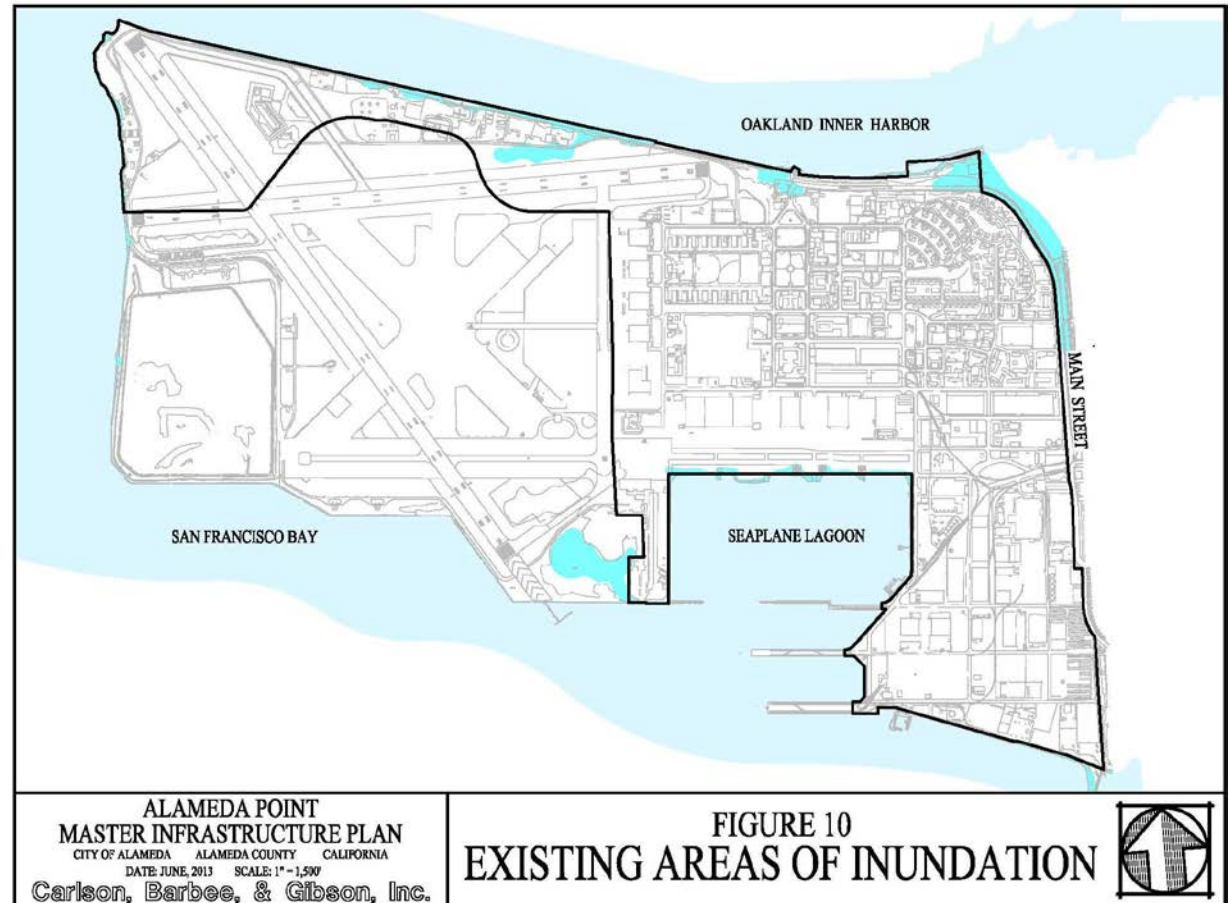 OAKLAND INNER HARBOR
MAIN STREET
SAN FRANCISCO BAY
SEAPLANE LAGOON
ALAMEDA POINT
MASTER INFRASTRUCTURE PLAN
CITY OF ALAMEDA ALAMEDA COUNTY CALIFORNIA
DATE: JUNE, 2013 SCALE: 1" = 1,500'
Carlson, Barbee, & Gibson, Inc.
FIGURE 10
EXISTING AREAS OF INUNDATION